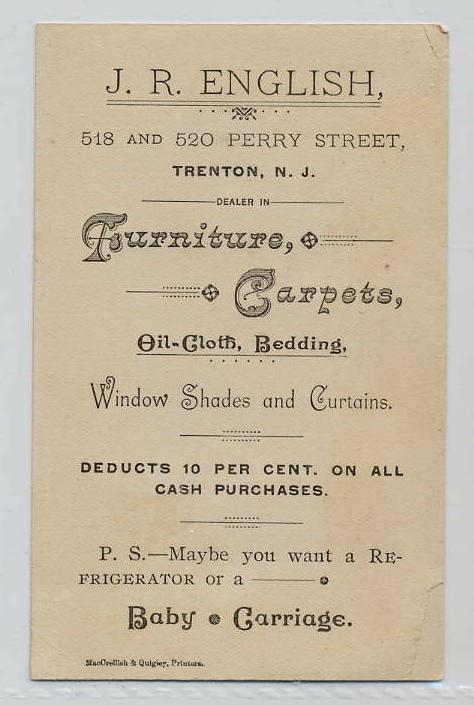 J. R. ENGLISH,
518 AND 520 PERRY STREET,
TRENTON, N. J.
DEALER IN
Furniture,
Carpets,
Oil-Cloth, Bedding,
Window Shades and Curtains.
DEDUCTS 10 PER CENT. ON ALL
CASH PURCHASES.
P. S.—Maybe you want a RE-
FRIGERATOR or a
Baby Carriage.
MacCrellish & Quigley, Printers.